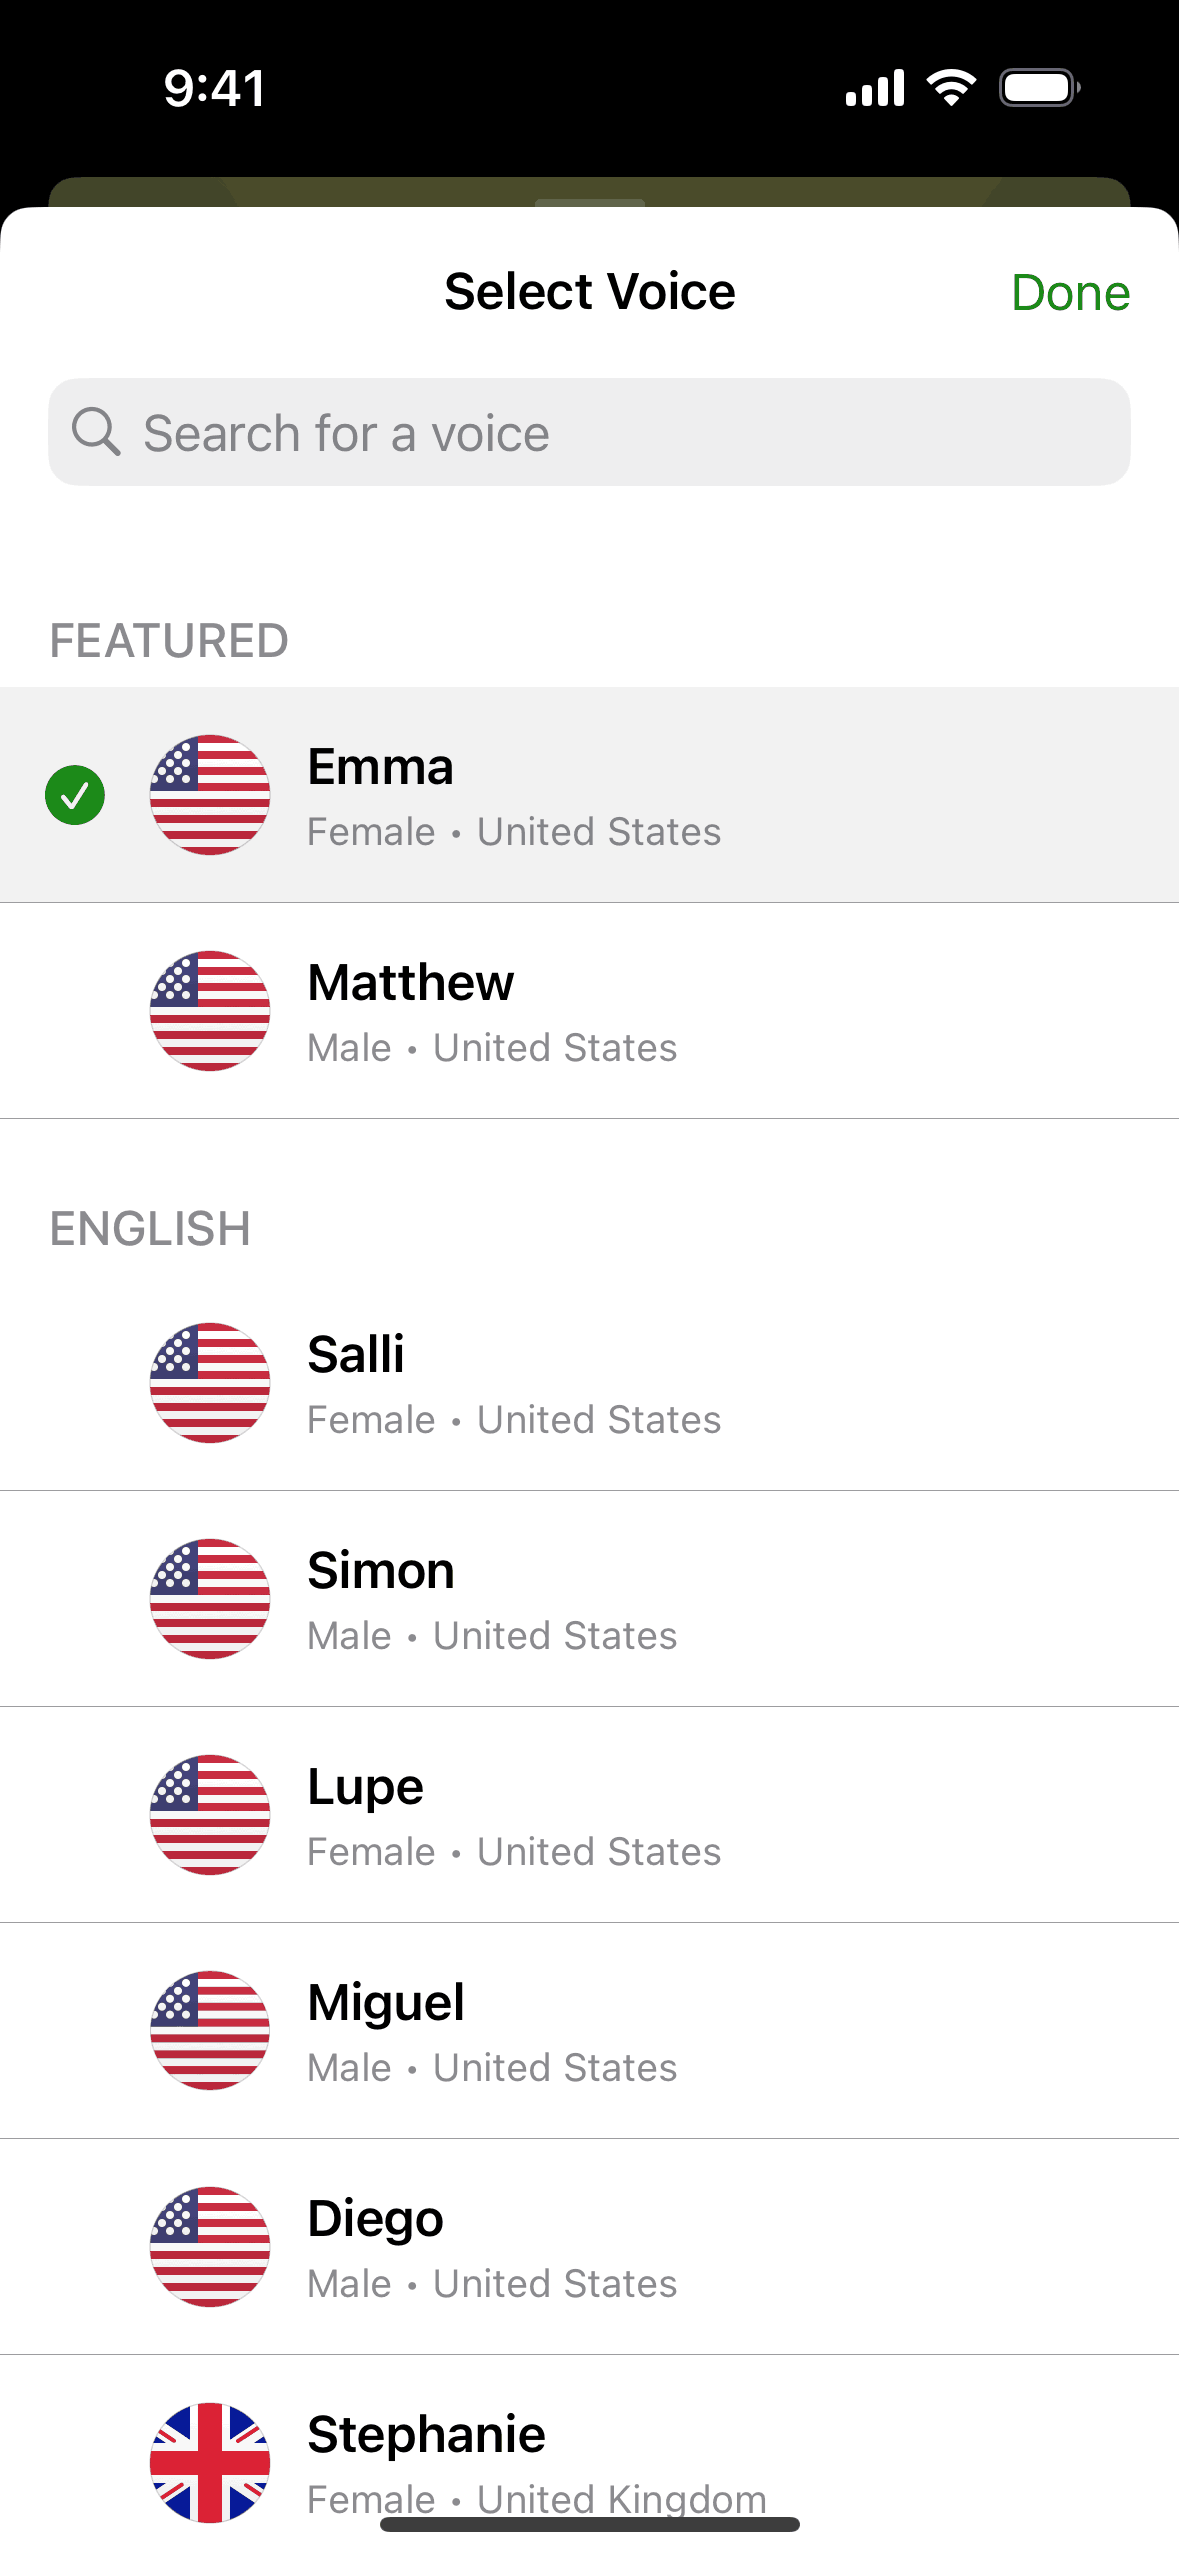 9:41
Select Voice
Done
Search for a voice
FEATURED
Emma
Female • United States
Matthew
Male • United States
ENGLISH
Salli
Female • United States
Simon
Male • United States
Lupe
Female • United States
Miguel
Male • United States
Diego
Male • United States
Stephanie
Female • United Kingdom